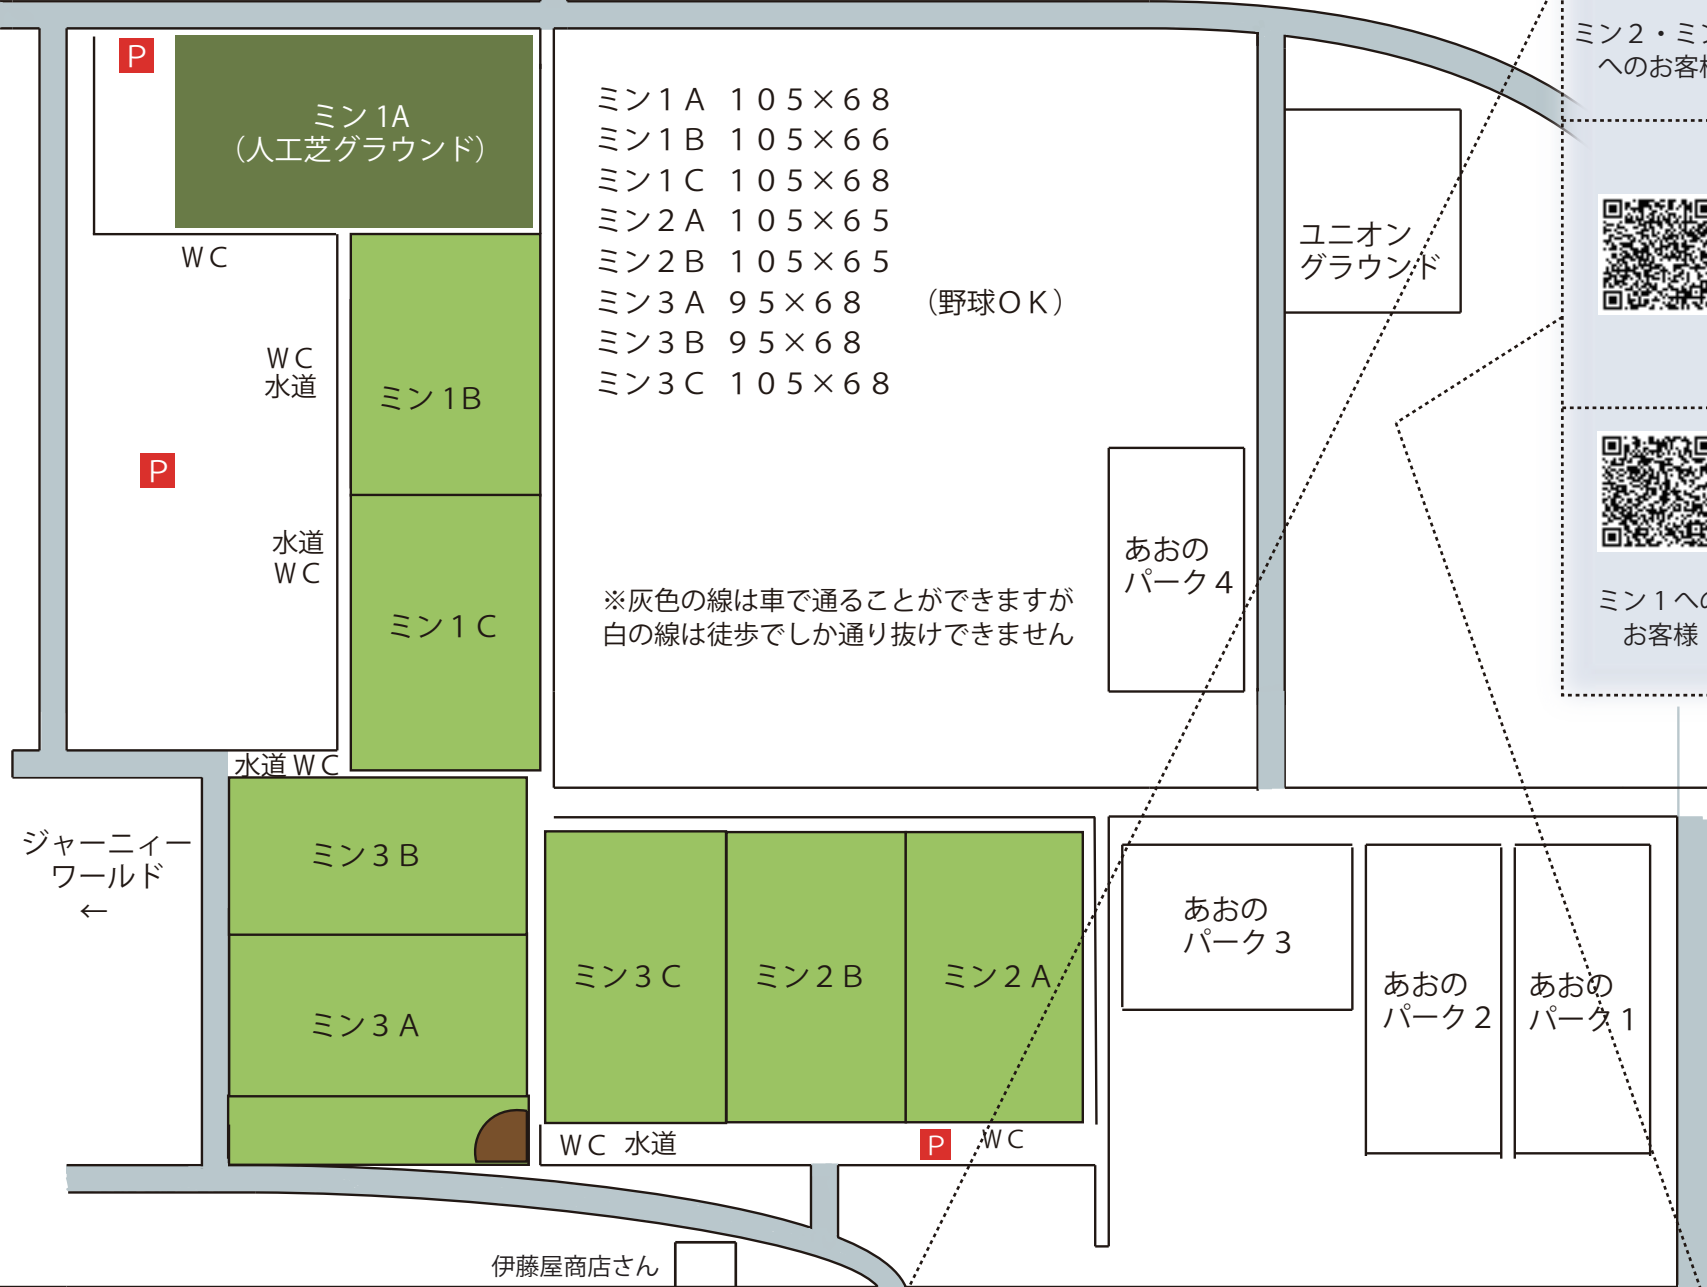 P
ミン1A
（人工芝グラウンド）
WC
WC
水道
ミン1B
P
水道
WC
ミン１Ｃ
水道 WC
ミン１Ａ １０５×６８
ミン１Ｂ １０５×６６
ミン１Ｃ １０５×６８
ミン２Ａ １０５×６５
ミン２Ｂ １０５×６５
ミン３Ａ ９５×６８ （野球ＯＫ）
ミン３Ｂ ９５×６８
ミン３Ｃ １０５×６８
※灰色の線は車で通ることができますが
白の線は徒歩でしか通り抜けできません
ユニオン
グラウンド
あおの
パーク４
ミン２・ミ
へのお客
ミン１へ
お客様
ジャーニィー
ワールド
←
ミン３Ｂ
ミン３Ａ
ミン３Ｃ
ミン２Ｂ
ミン２Ａ
あおの
パーク３
あおの
パーク２
あおの
パーク１
WC 水道
P
WC
伊藤屋商店さん